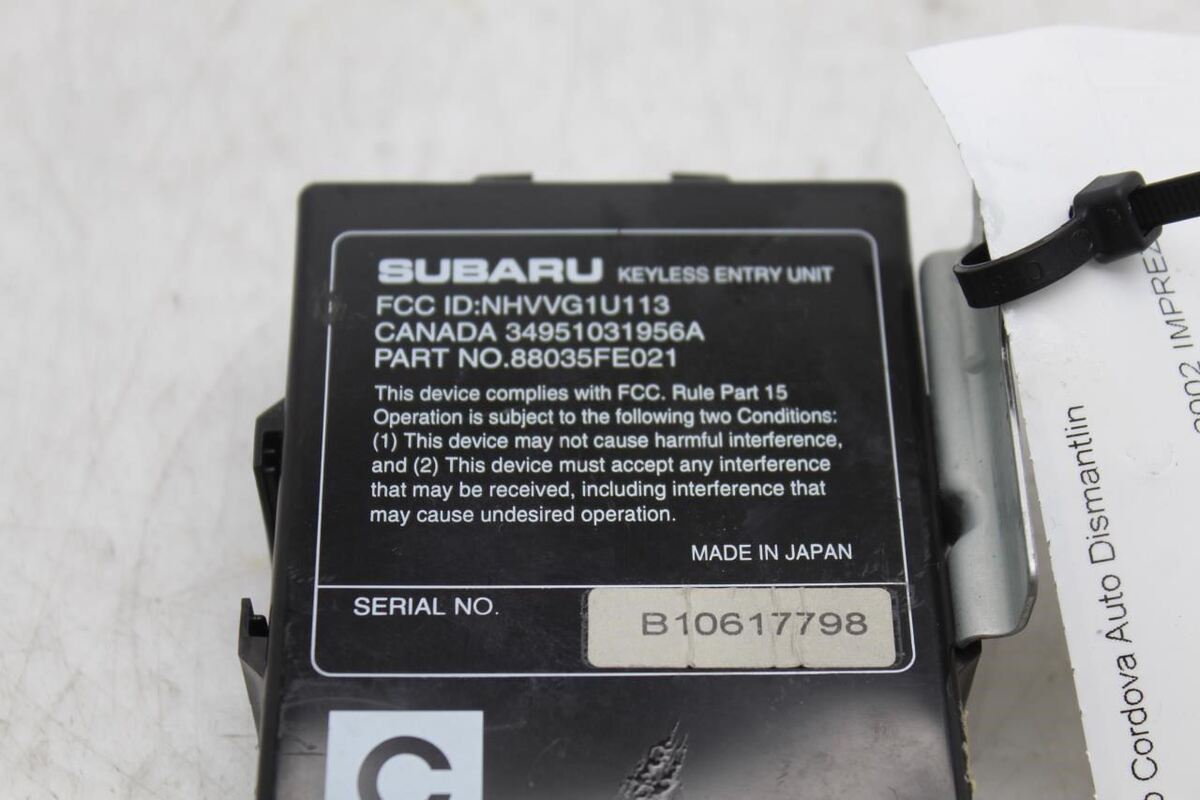 SUBARU KEYLESS ENTRY UNIT
FCC ID:NHVVG1U113
CANADA 34951031956A
PART NO.88035FE021
This device complies with FCC. Rule Part 15
Operation is subject to the following two Conditions:
(1) This device may not cause harmful interference,
and (2) This device must accept any interference
that may be received, including interference that
may cause undesired operation.
MADE IN JAPAN
SERIAL NO. B10617798
C
2002 IMPREZ
Cordova Auto Dismantlin